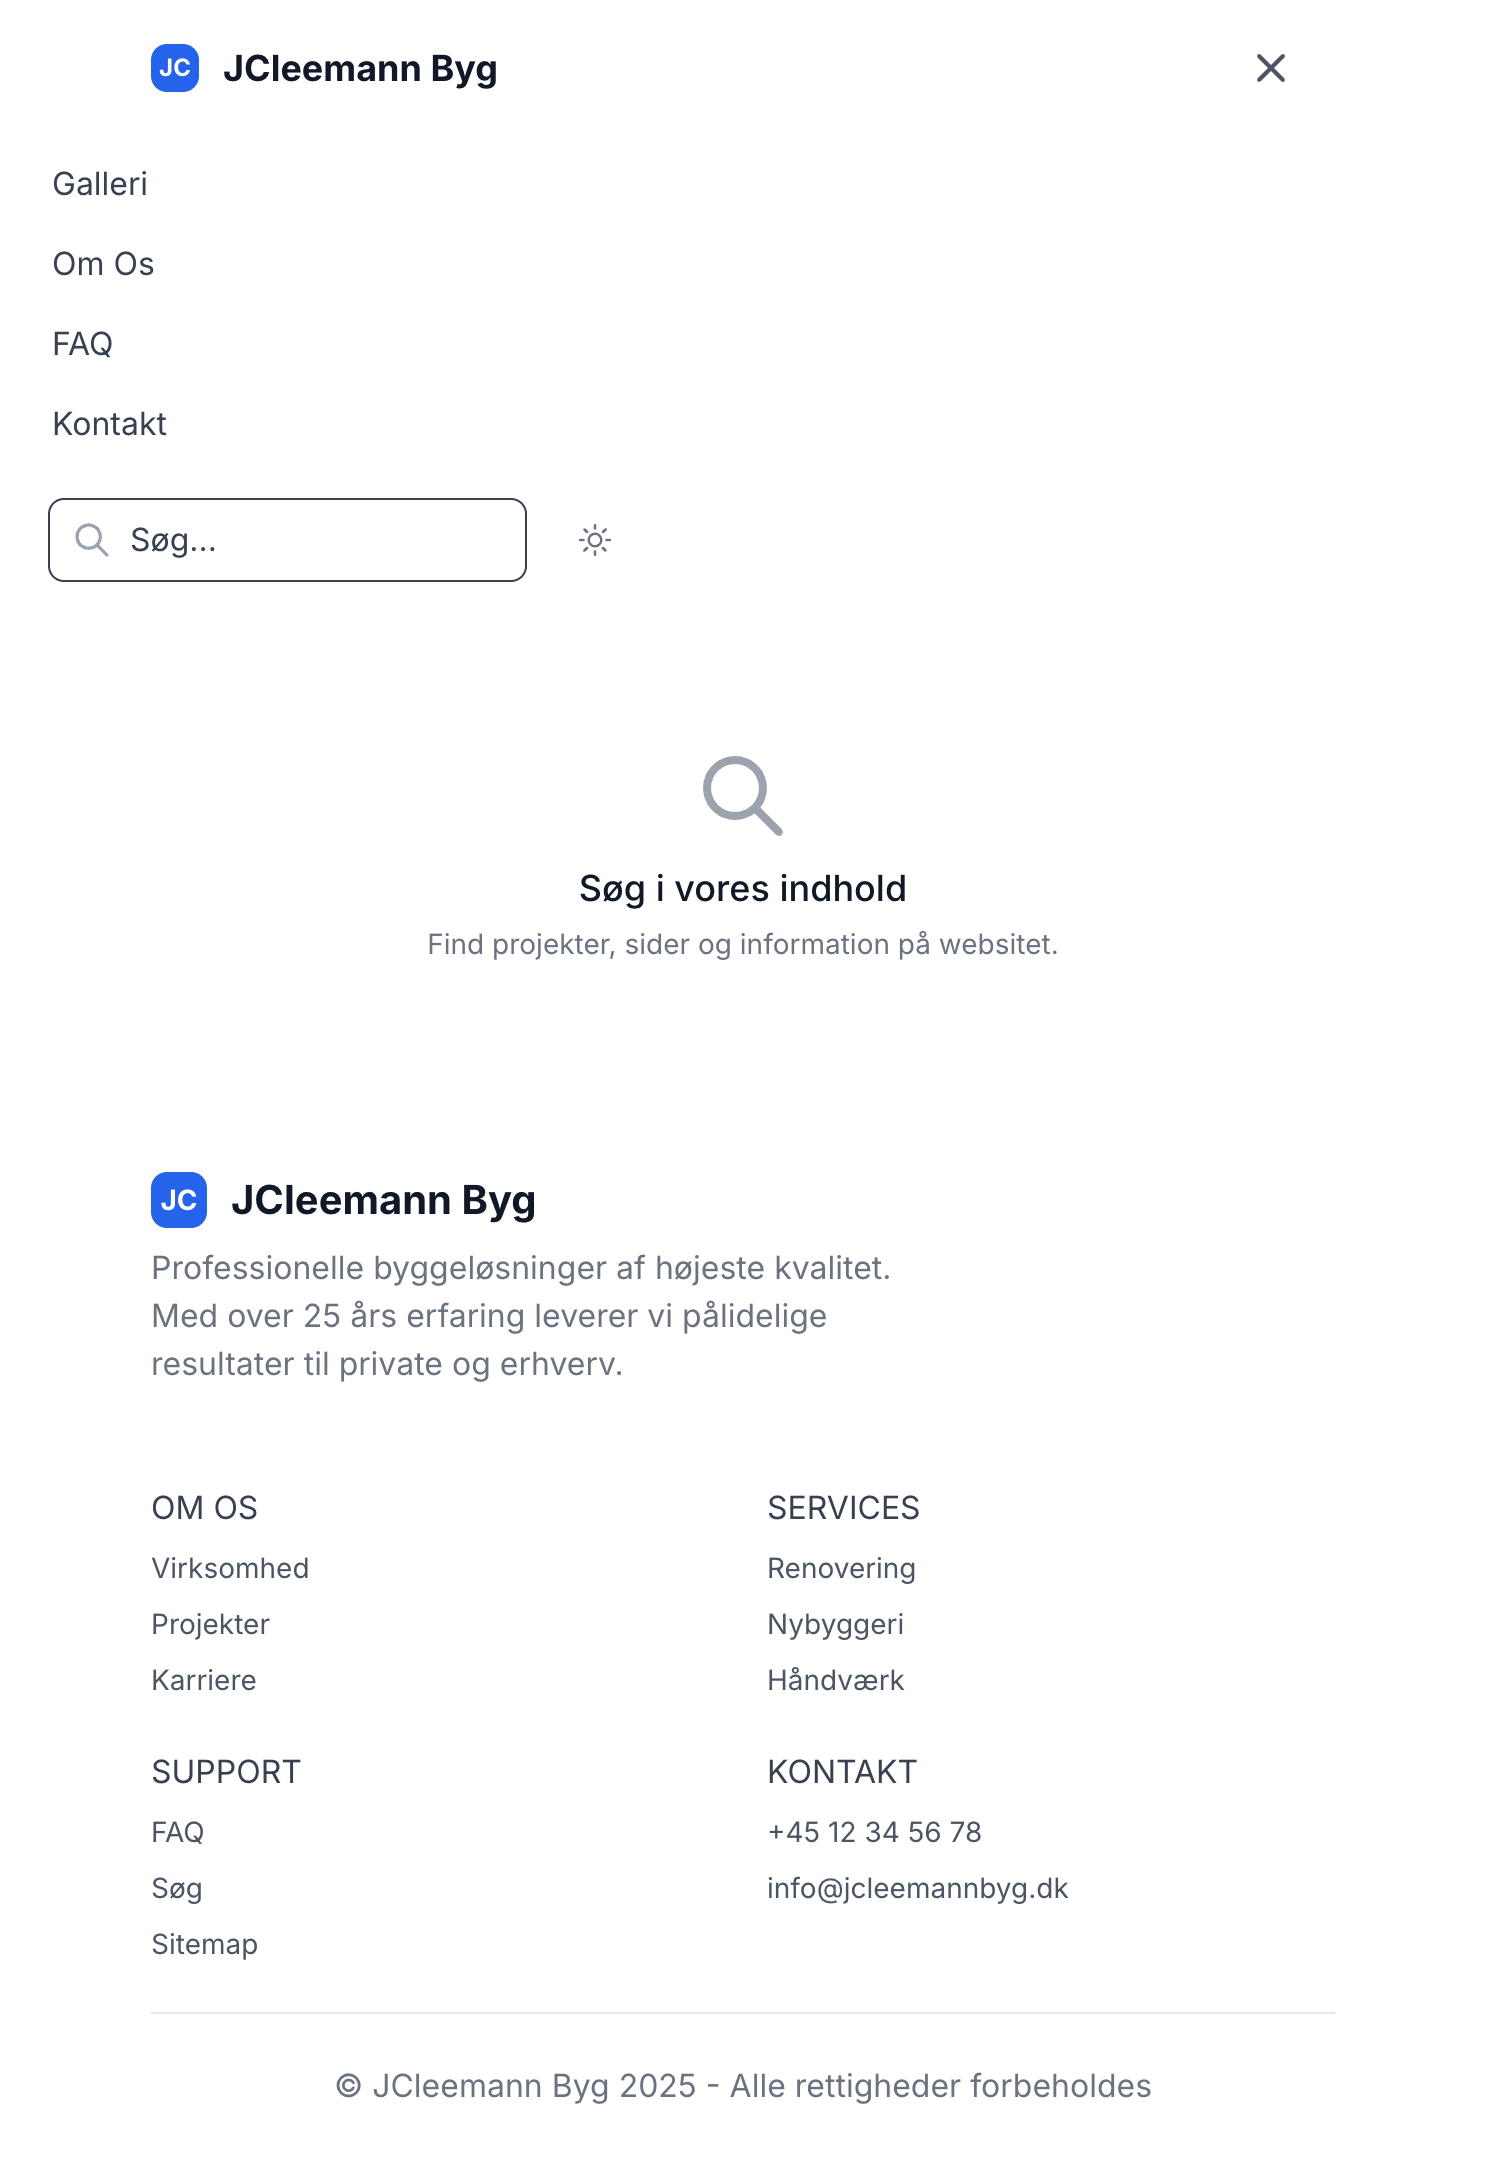 JC JCleemann Byg
Galleri
Om Os
FAQ
Kontakt
Søg...
Søg i vores indhold
Find projekter, sider og information på websitet.
JC JCleemann Byg
Professionelle byggeløsninger af højeste kvalitet.
Med over 25 års erfaring leverer vi pålidelige
resultater til private og erhverv.
OM OS
Virksomhed
Projekter
Karriere
SERVICES
Renovering
Nybyggeri
Håndværk
SUPPORT
FAQ
Søg
Sitemap
KONTAKT
+45 12 34 56 78
info@jcleemannbyg.dk
© JCleemann Byg 2025 - Alle rettigheder forbeholdes